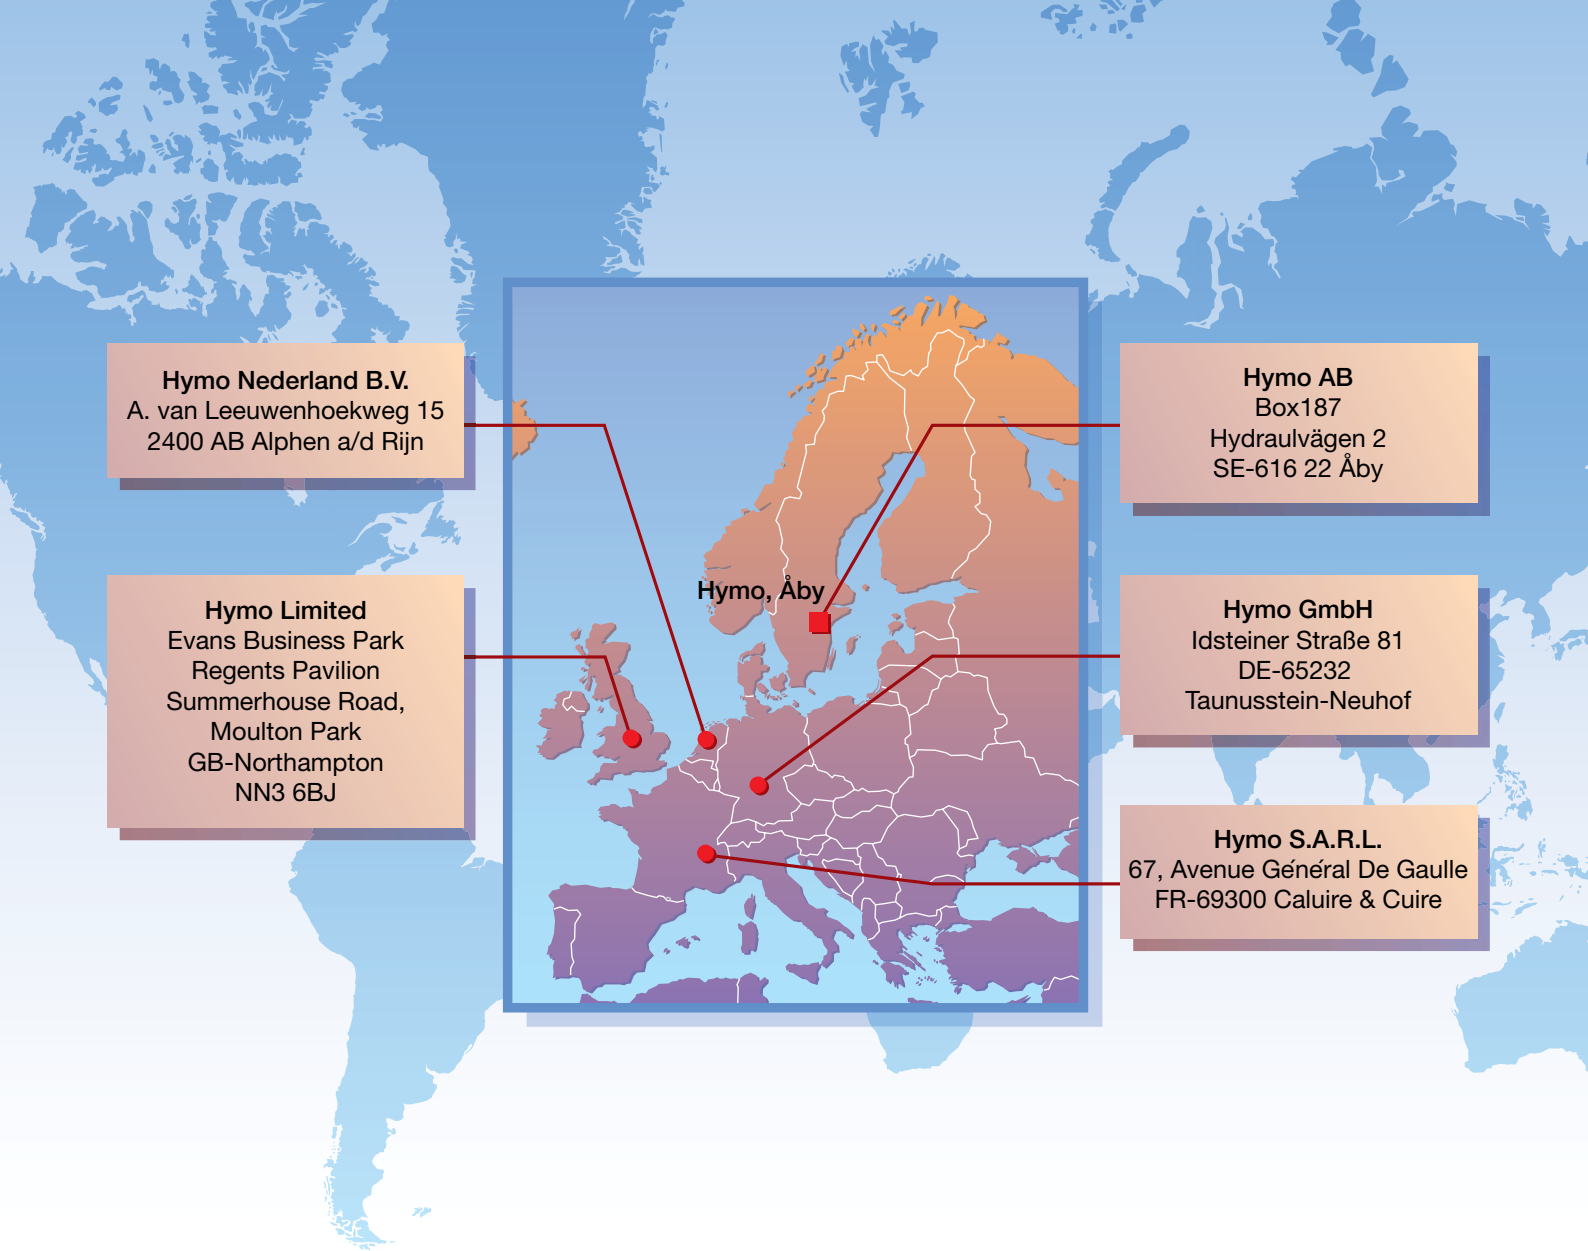 Hymo Nederland B.V.
A. van Leeuwenhoekweg 15
2400 AB Alphen a/d Rijn
Hymo Limited
Evans Business Park
Regents Pavilion
Summerhouse Road,
Moulton Park
GB-Northampton
NN3 6BJ
Hymo, Åby
Hymo AB
Box187
Hydraulvägen 2
SE-616 22 Åby
Hymo GmbH
Idsteiner Straße 81
DE-65232
Taunusstein-Neuhof
Hymo S.A.R.L.
67, Avenue Général De Gaulle
FR-69300 Caluire & Cuire